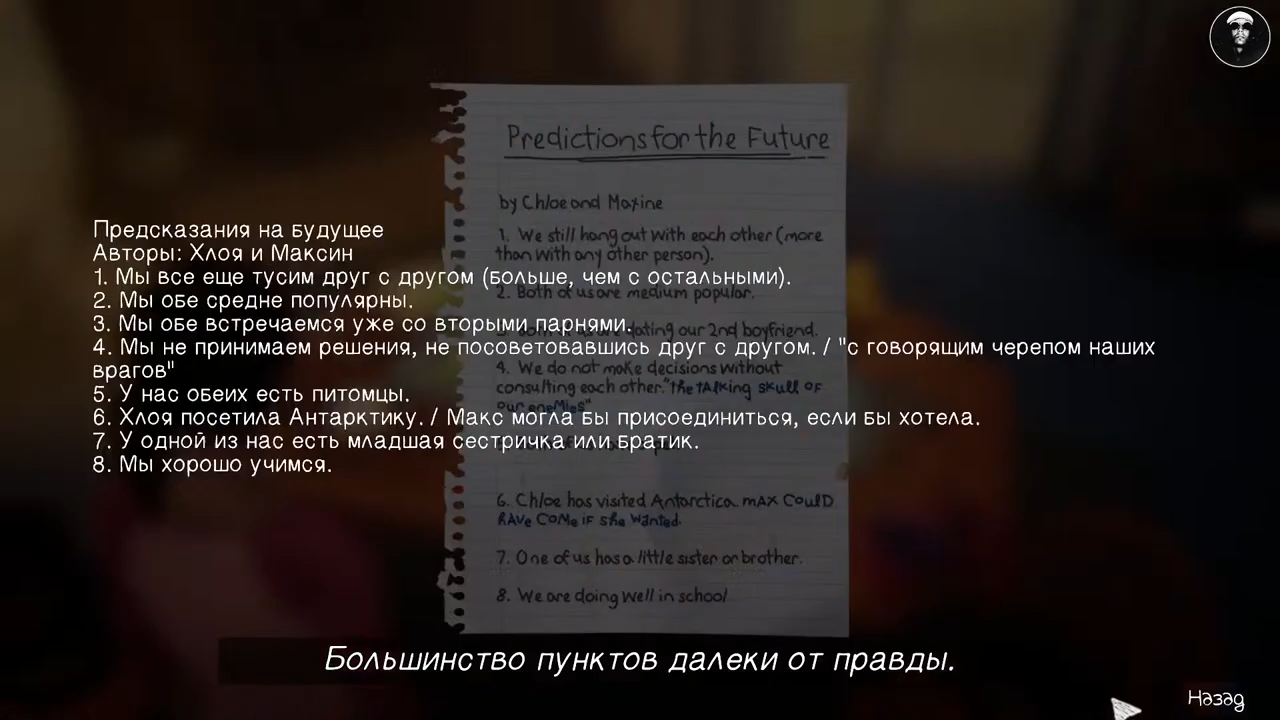 Predictions for the Future
by Chloe and Maxine
1. We still hang out with each other (more
than with any other person).
2. Both of us are medium popular.
dating our 2nd boyfriend.
4. We do not make decisions without
consulting each other. "the talking skull of
our enemies"
6. Chloe has visited Antarctica. mAx CoulD
hAve CoMe iF she wanted.
7. One of us has a little sister or brother.
8. We are doing well in school
Предсказания на будущее
Авторы: Хлоя и Максин
1. Мы все еще тусим друг с другом (больше, чем с остальными).
2. Мы обе средне популярны.
3. Мы обе встречаемся уже со вторыми парнями.
4. Мы не принимаем решения, не посоветовавшись друг с другом. / "с говорящим черепом наших
врагов"
5. У нас обеих есть питомцы.
6. Хлоя посетила Антарктику. / Макс могла бы присоединиться, если бы хотела.
7. У одной из нас есть младшая сестричка или братик.
8. Мы хорошо учимся.
Большинство пунктов далеки от правды.
Назад